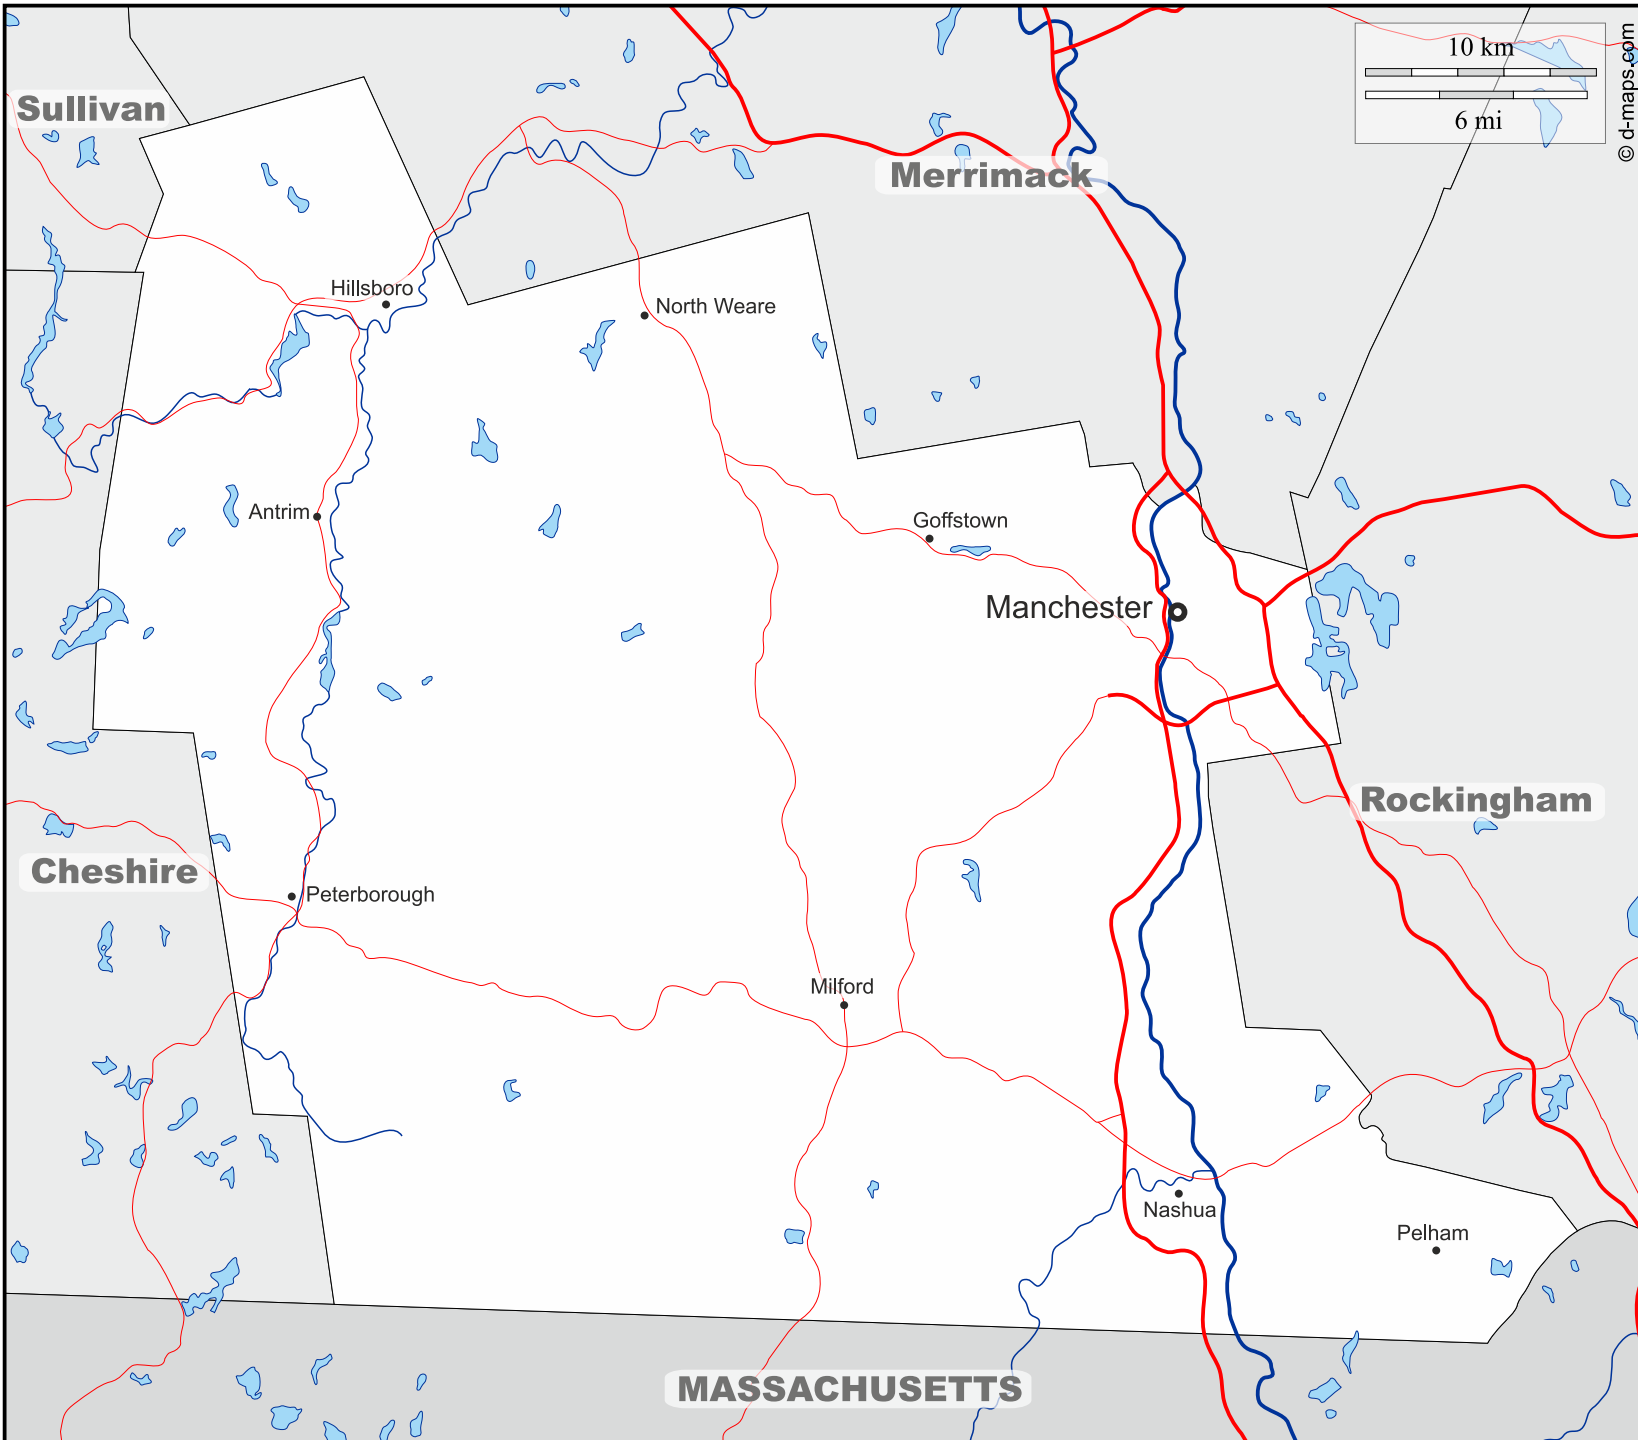 10 km
6 mi
© d-maps.com
Sullivan
Merrimack
Hillsboro
North Weare
Antrim
Goffstown
Manchester
Rockingham
Cheshire
Peterborough
Milford
Nashua
Pelham
MASSACHUSETTS